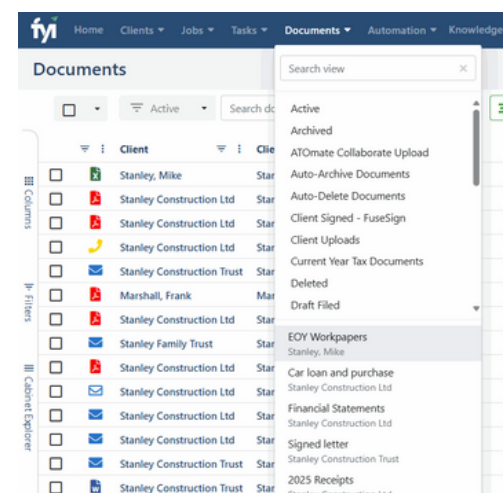 fyi Home Clients Jobs Tasks Documents Automation Knowledge
Documents
Search view
Active Search do
Active
Archived
ATOmate Collaborate Upload
Auto-Archive Documents
Auto-Delete Documents
Client Signed - FuseSign
Client Uploads
Current Year Tax Documents
Deleted
Draft Filed
EOY Workpapers
Stanley, Mike
Car loan and purchase
Stanley Construction Ltd
Financial Statements
Stanley Construction Ltd
Signed letter
Stanley Construction Trust
2025 Receipts
Client Clie
Stanley, Mike Star
Stanley Construction Ltd Star
Stanley Construction Ltd Star
Stanley Construction Ltd Star
Stanley Construction Trust Star
Marshall, Frank Mar
Stanley Construction Ltd Star
Stanley Family Trust Star
Stanley Construction Ltd Star
Stanley Construction Ltd Star
Stanley Construction Ltd Star
Stanley Construction Ltd Star
Stanley Construction Trust Star
Stanley Construction Trust Star
Columns
Filters
Cabinet Explorer